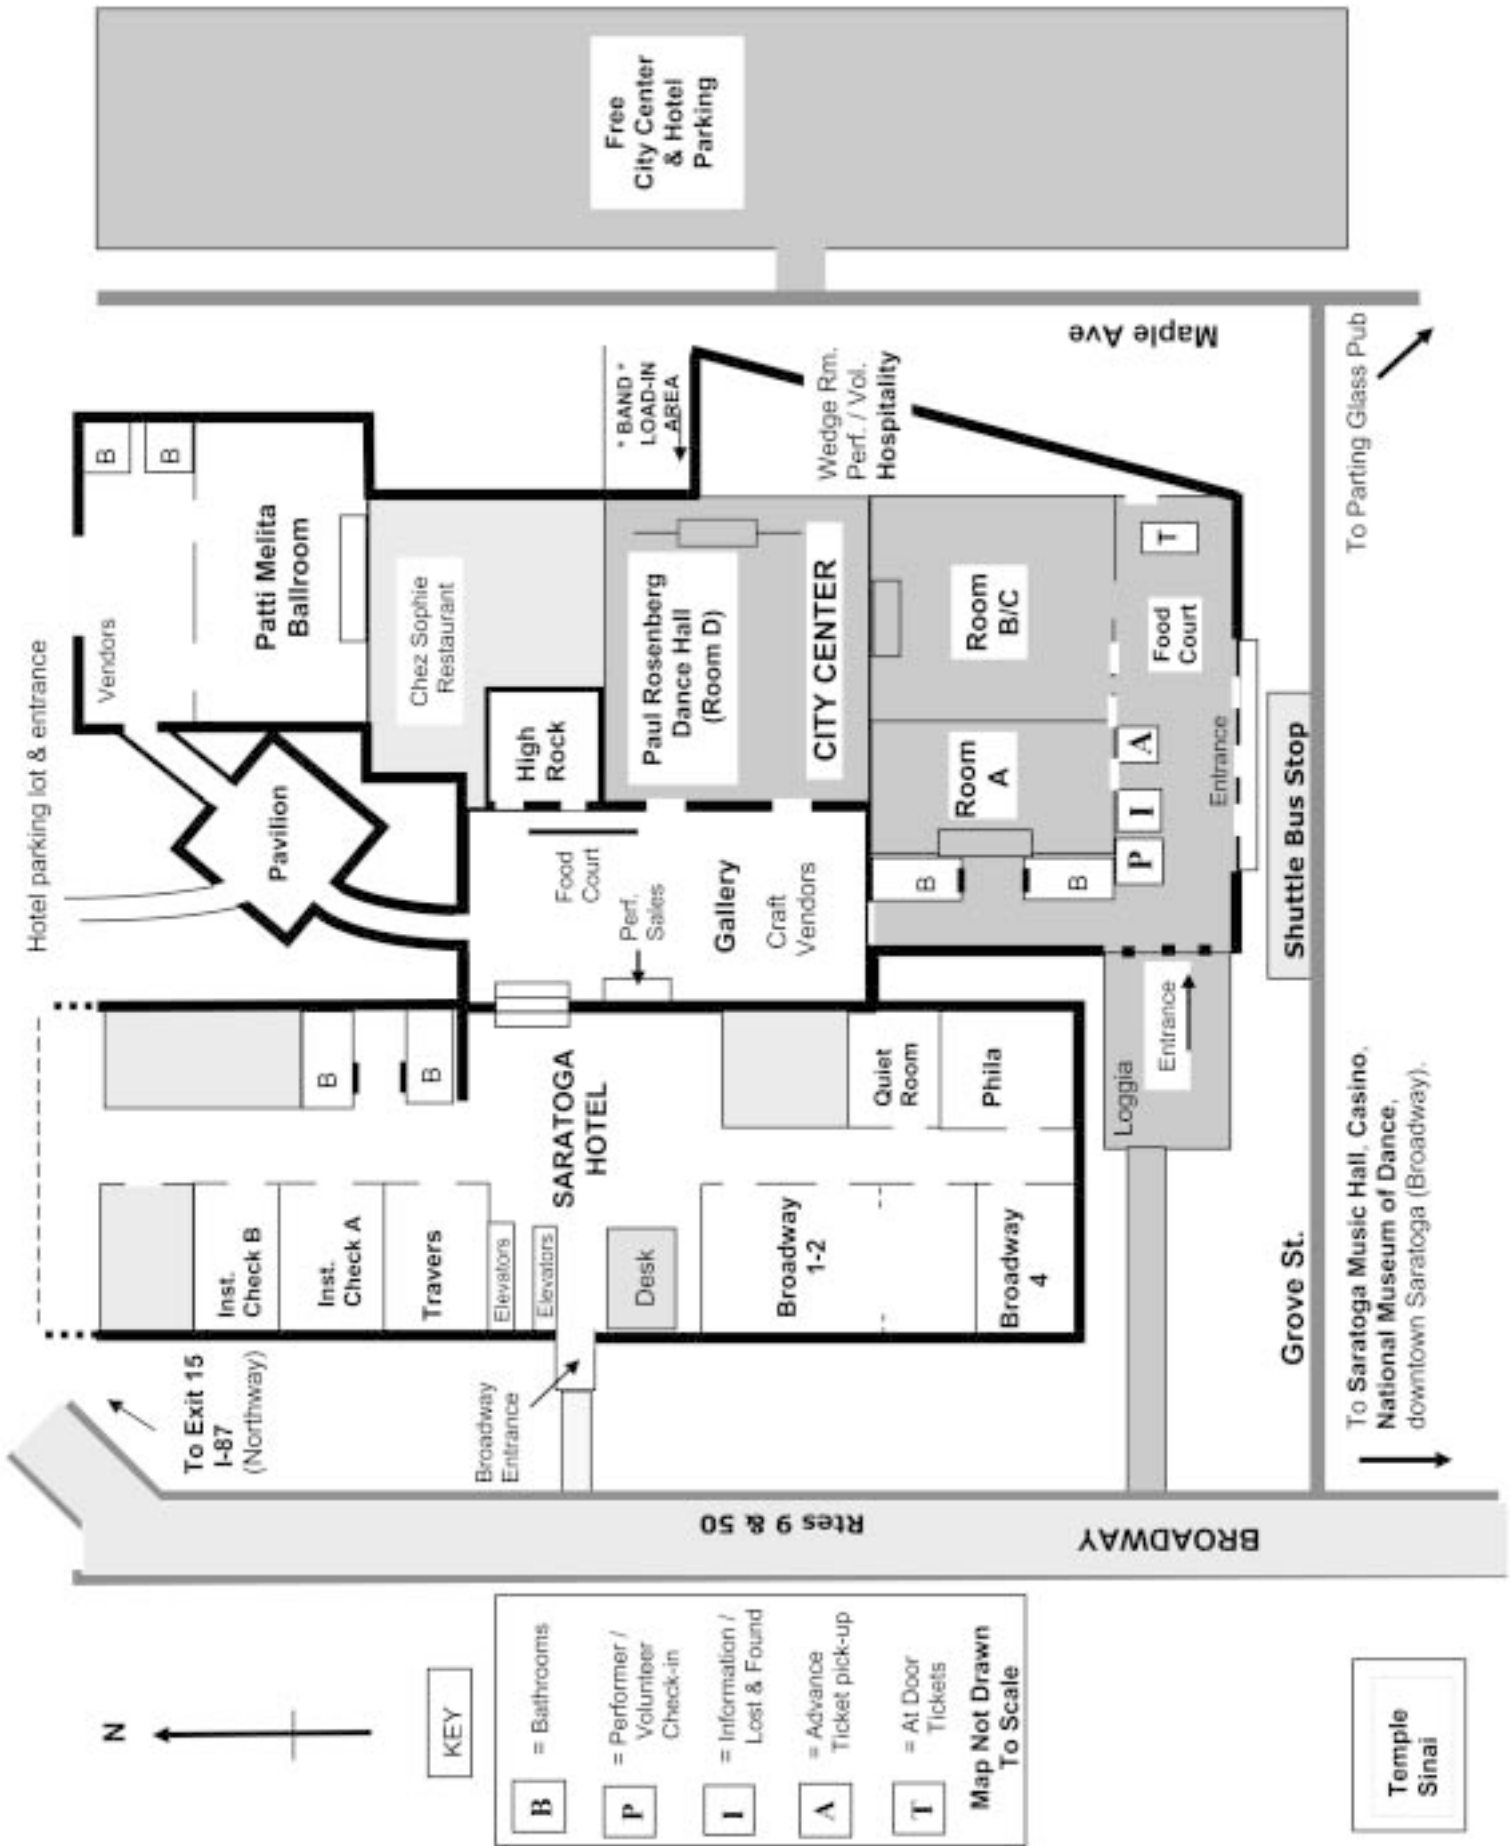 Hotel parking lot & entrance
Vendors
B
B
Patti Melita
Ballroom
Pavilion
Chez Sophie
Restaurant
High
Rock
Free
City Center
& Hotel
Parking
* BAND *
LOAD-IN
AREA
Maple Ave
Wedge Rm.
Perf. / Vol.
Hospitality
Paul Rosenberg
Dance Hall
(Room D)
CITY CENTER
Room
B/C
Room
A
T
Food
Court
A
I
P
Entrance
B
B
Food
Court
Perf.
Sales
Gallery
Craft
Vendors
B
B
SARATOGA
HOTEL
Quiet
Room
Phila
Loggia
Entrance
Shuttle Bus Stop
To Parting Glass Pub
Inst.
Check B
Inst.
Check A
Travers
Elevators
Elevators
Desk
Broadway
1-2
Broadway
4
Grove St.
To Saratoga Music Hall, Casino,
National Museum of Dance,
downtown Saratoga (Broadway).
To Exit 15
I-87
(Northway)
Broadway
Entrance
Rtes 9 & 50
BROADWAY
N
KEY
B = Bathrooms
P = Performer /
Volunteer
Check-in
I = Information /
Lost & Found
A = Advance
Ticket pick-up
T = At Door
Tickets
Map Not Drawn
To Scale
Temple
Sinai